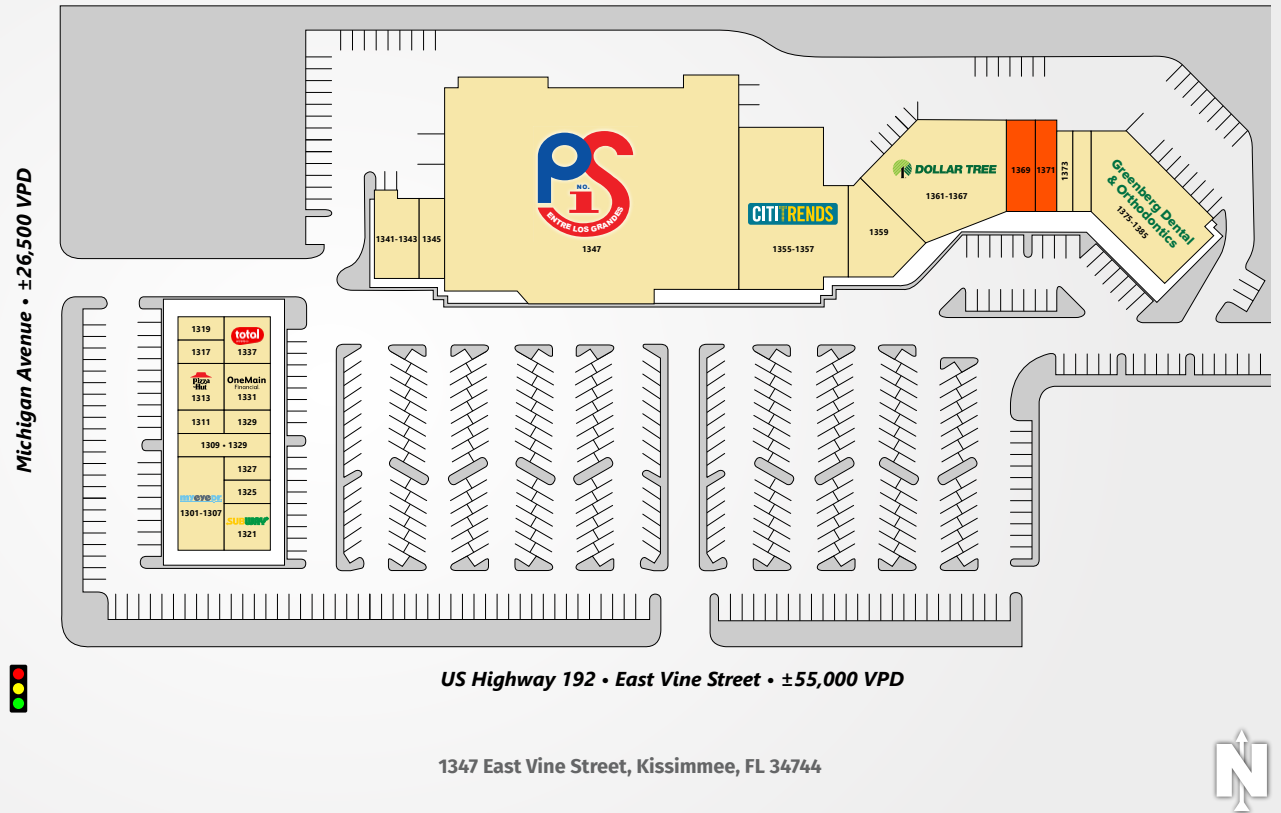 Michigan Avenue • ±26,500 VPD
PS
NO.
1
ENTRE LOS GRANDES
1347
1341-1343
1345
CITITRENDS
1355-1357
1359
DOLLAR TREE
1361-1367
1369
1371
1373
Greenberg Dental
& Orthodontics
1375-1385
1319
totol
1337
1317
Pizza
Hut
1313
OneMain
Financial.
1331
1311
1329
1309 • 1329
1327
1325
myeyedr.
1301-1307
SUBWAY
1321
US Highway 192 • East Vine Street • ±55,000 VPD
1347 East Vine Street, Kissimmee, FL 34744
N